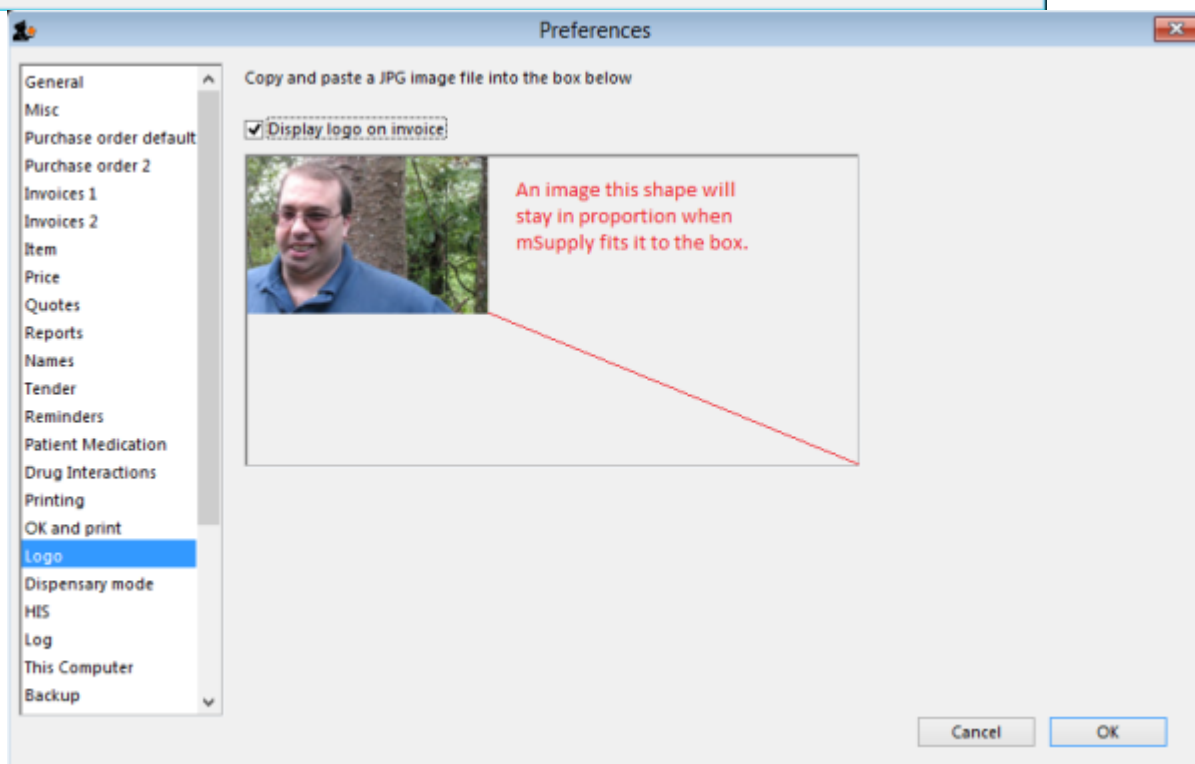 Preferences
General
Misc
Purchase order default
Purchase order 2
Invoices 1
Invoices 2
Item
Price
Quotes
Reports
Names
Tender
Reminders
Patient Medication
Drug Interactions
Printing
OK and print
Logo
Dispensary mode
HIS
Log
This Computer
Backup
Copy and paste a JPG image file into the box below
Display logo on invoice
An image this shape will
stay in proportion when
mSupply fits it to the box.
Cancel
OK